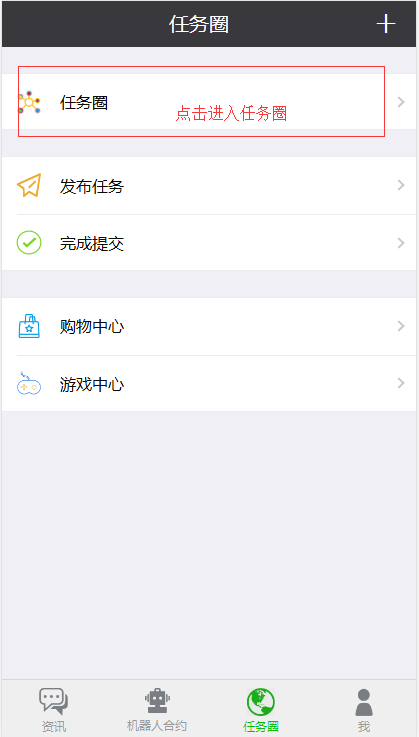 任务圈
任务圈
点击进入任务圈
发布任务
完成提交
购物中心
游戏中心
资讯
机器人合约
任务圈
我